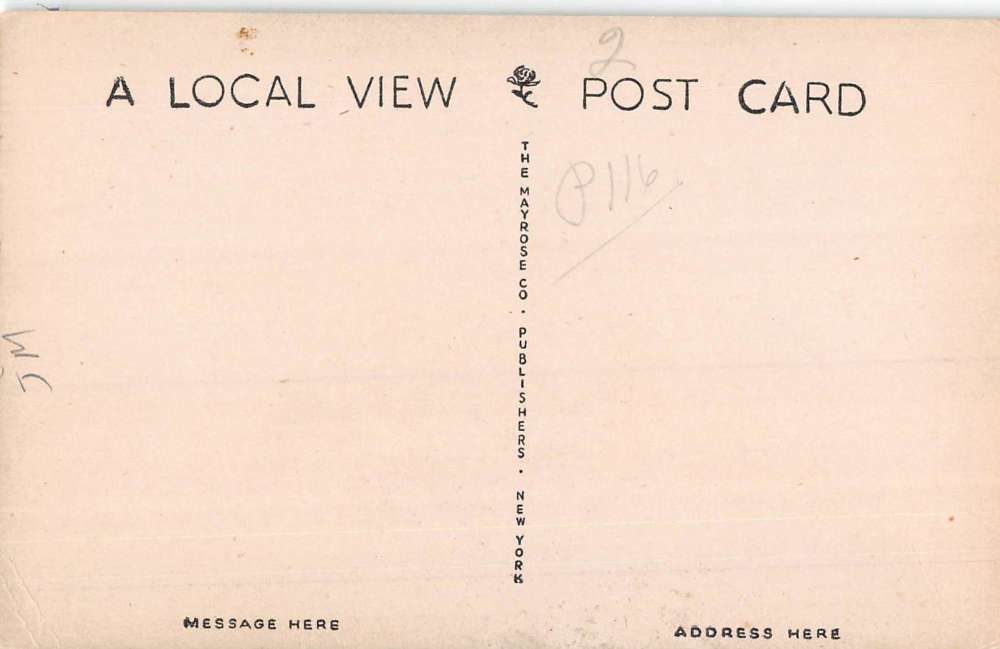 2
A LOCAL VIEW POST CARD
P116
THE MAYROSE CO. PUBLISHERS. NEW YORK
MESSAGE HERE
ADDRESS HERE